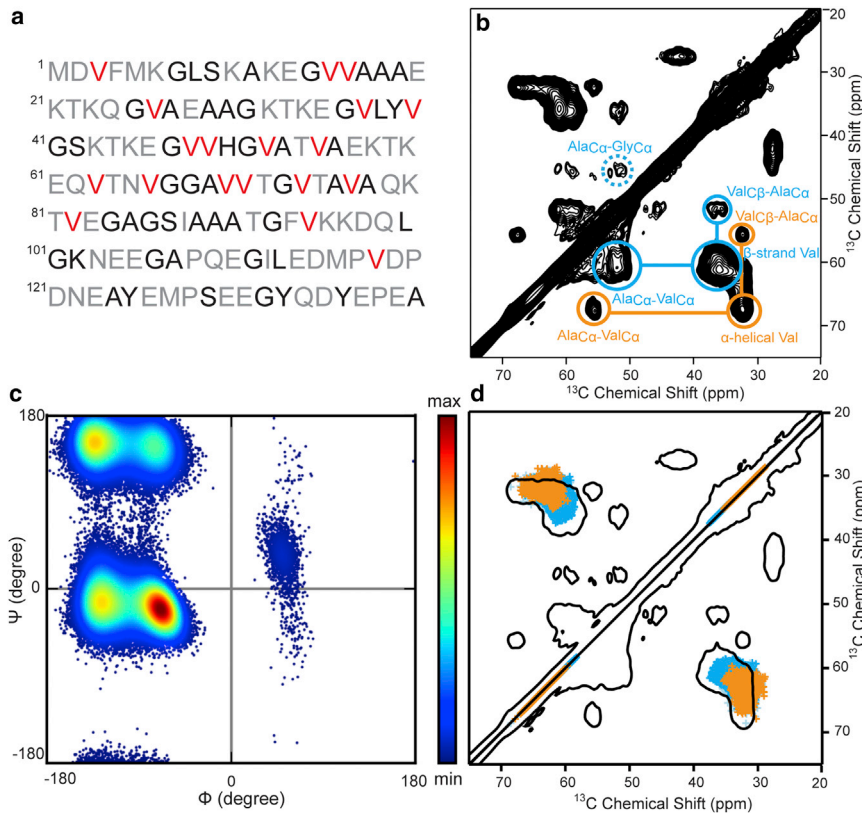 a
¹MDVFMKGLSKAKEGVVAAAE
²¹KTKQGVAEAAGKTKEGVLYV
⁴¹GSKTKEGVVHGVATVAEKTK
⁶¹EQVTNVGGAVVTGVTAVAQK
⁸¹TVEGAGSIAAATGFVKKDQL
¹⁰¹GKNEEGAPQEGILEDMPVDP
¹²¹DNEAYEMPSEEGYQDYEPEA
b
20
30
40
50
60
70
¹³C Chemical Shift (ppm)
AlaCα-GlyCα
ValCβ-AlaCα
ValCβ-AlaCα
β-strand Val
AlaCα-ValCα
AlaCα-ValCα
α-helical Val
70 60 50 40 30 20
¹³C Chemical Shift (ppm)
c
180
0
-180
Ψ (degree)
-180 0 180
Φ (degree)
max
min
d
20
30
40
50
60
70
¹³C Chemical Shift (ppm)
70 60 50 40 30 20
¹³C Chemical Shift (ppm)